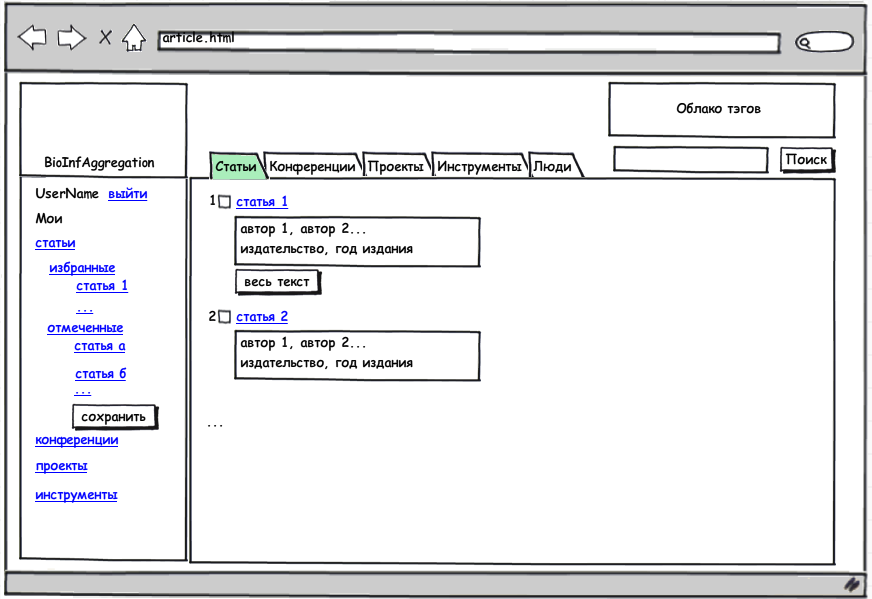 article.html
Облако тэгов
BioInfAggregation
Статьи Конференции Проекты Инструменты Люди
Поиск
UserName выйти
Мои
статьи
избранные
статья 1
...
отмеченные
статья а
статья б
...
сохранить
конференции
проекты
инструменты
1 статья 1
автор 1, автор 2...
издательство, год издания
весь текст
2 статья 2
автор 1, автор 2...
издательство, год издания
...